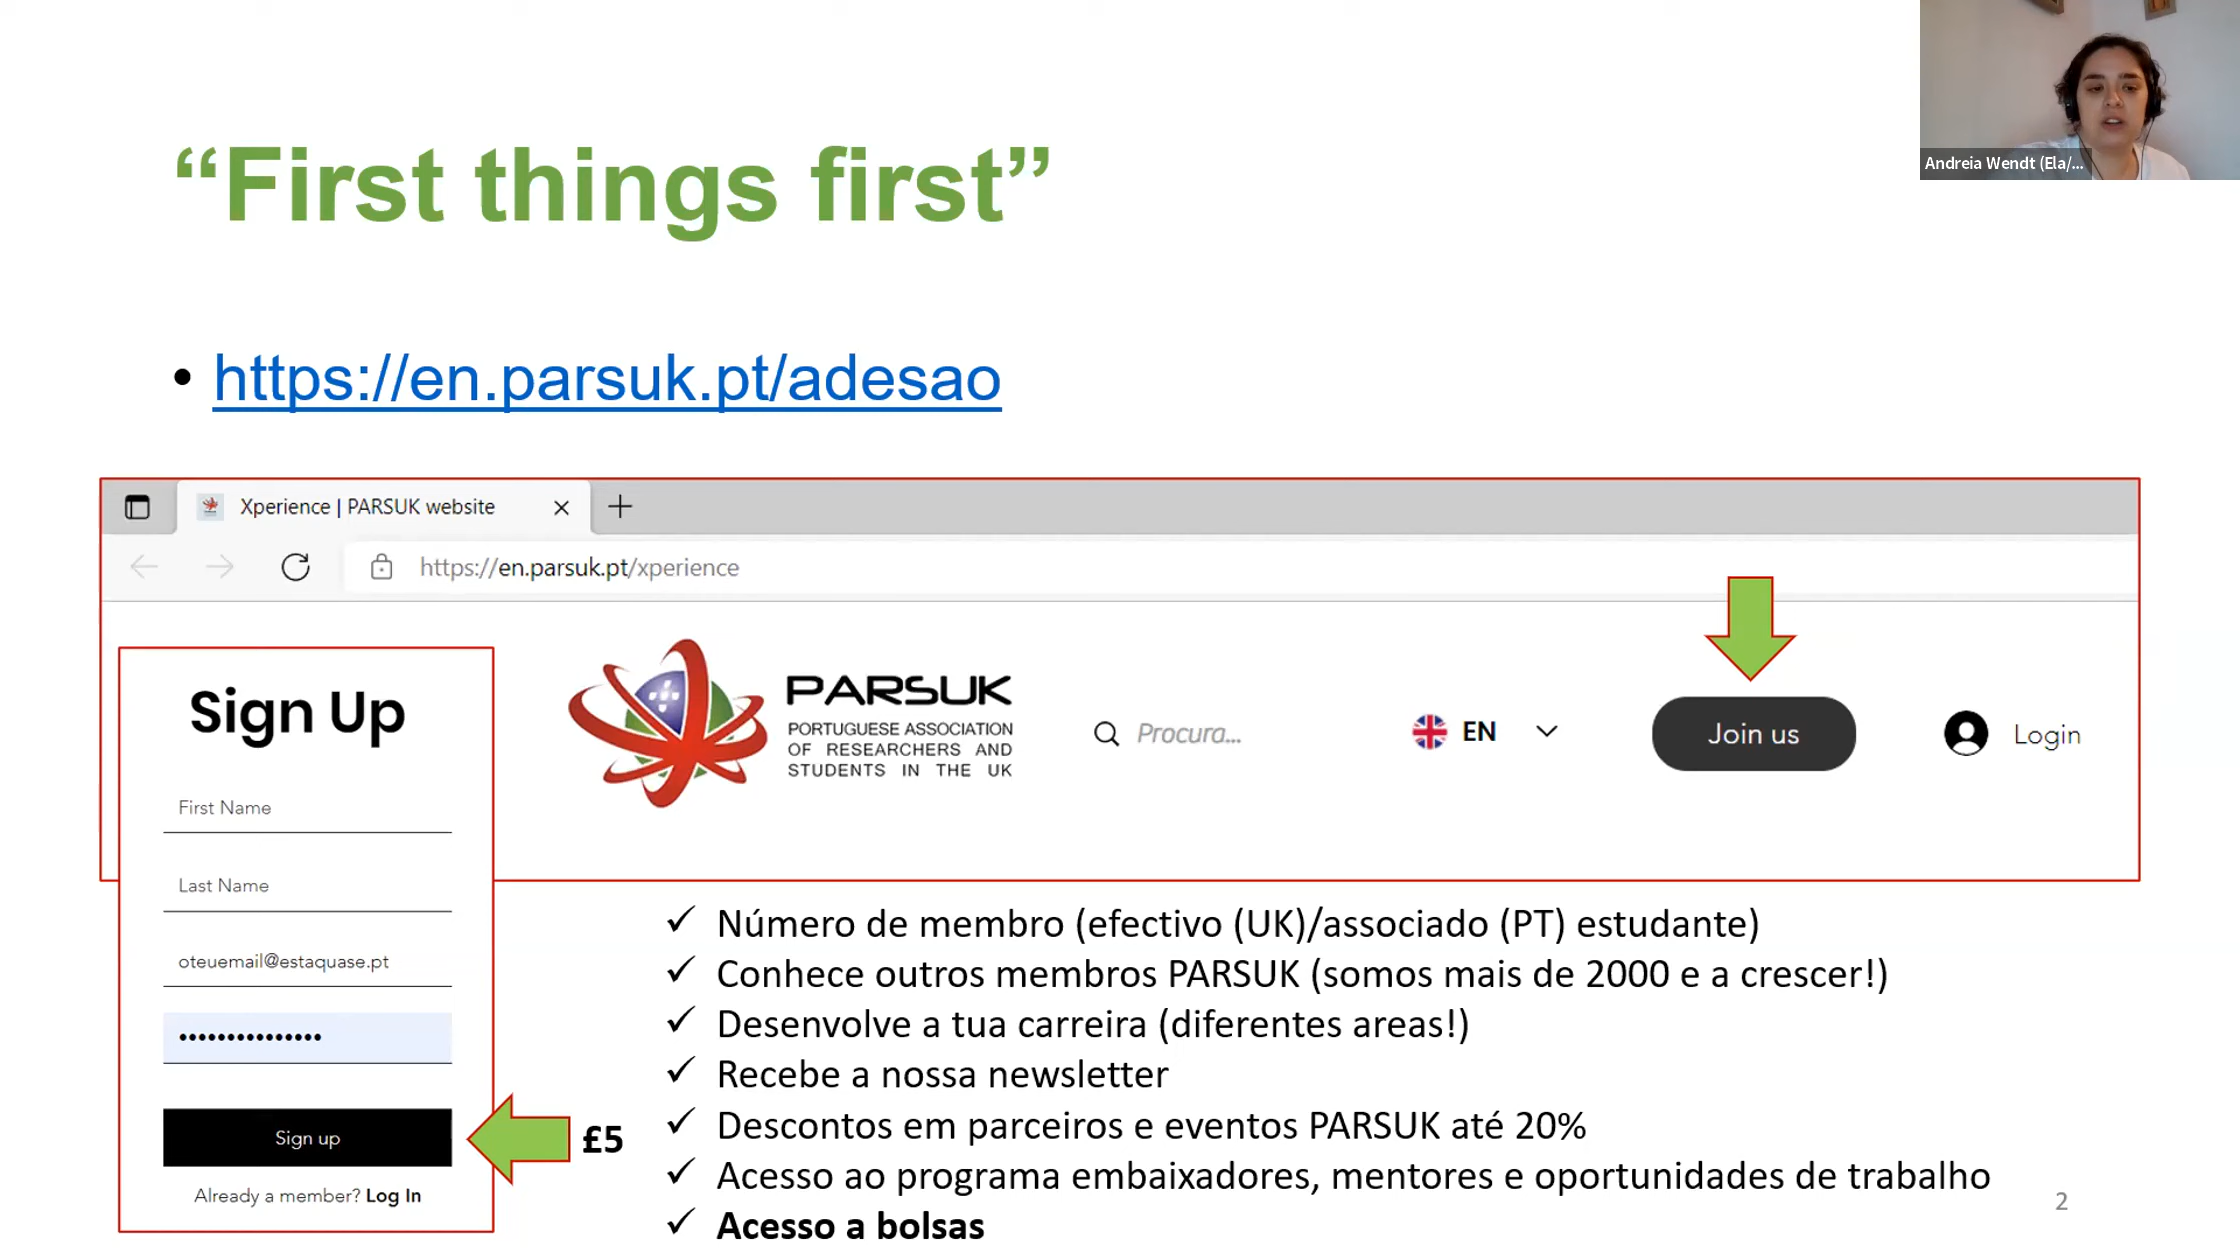 “First things first”
• https://en.parsuk.pt/adesao
Andreia Wendt (Ela/...
Xperience | PARSUK website
https://en.parsuk.pt/xperience
Sign Up
First Name
Last Name
oteuemail@estaquase.pt
•••••••••••••••
Sign up
Already a member? Log In
£5
PARSUK
PORTUGUESE ASSOCIATION
OF RESEARCHERS AND
STUDENTS IN THE UK
Procura...
EN
Join us
Login
✓ Número de membro (efectivo (UK)/associado (PT) estudante)
✓ Conhece outros membros PARSUK (somos mais de 2000 e a crescer!)
✓ Desenvolve a tua carreira (diferentes areas!)
✓ Recebe a nossa newsletter
✓ Descontos em parceiros e eventos PARSUK até 20%
✓ Acesso ao programa embaixadores, mentores e oportunidades de trabalho
✓ Acesso a bolsas
2